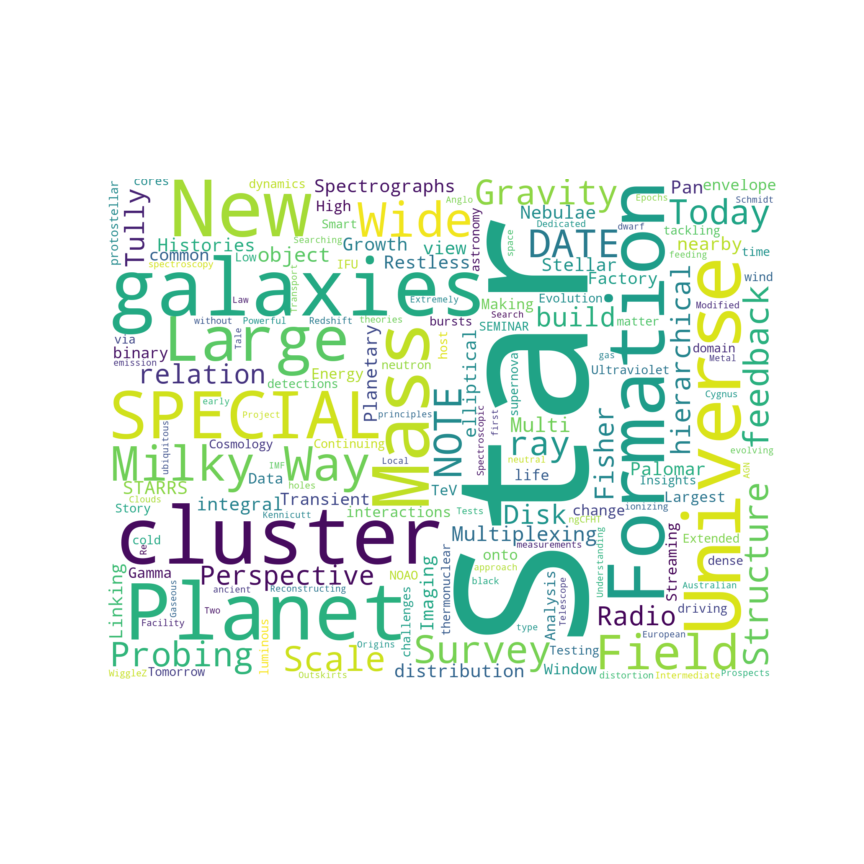 cores
dynamics
Spectrographs
Anglo
Epochs
Schmidt
protostellar
Tully
New
High
Smart
Wide
Gravity
Pan
envelope
Histories
Searching
Growth
view
astronomy
Nebulae
Dedicated
dwarf
Today
tackling
common
Low
object
IFU
Restless
space
DATE
Stellar
nearby
feeding
spectroscopy
transport
Factory
time
galaxies
Extremely
Making
Evolution
wind
Law
without
Powerful
Redshift
theories
bursts
Search
SEMINAR
build
matter
Modified
via
Tale
host
Star
Formation
Universe
hierarchical
domain
emission
binary
Large
Mass
neutron
elliptical
supernova
gas
Ultraviolet
Metal
relation
Energy
Planetary
detections
NOTE
Multi
Fisher
Cygnus
feedback
SPECIAL
early
Project
principles
first
Insights
ubiquitous
Cosmology
Continuing
Local
Spectroscopic
neutral
ray
evolving
Milky Way
IMF
holes
Data
life
Palomar
AGN
STARRS
TeV
Largest
Clouds
integral
Transient
Tests
ngCFHT
change
ionizing
Streaming
Extended
Story
Kennicutt
interactions
Disk
Structure
cluster
Multiplexing
cold
Re
measurements
onto
Understanding
dense
Gamma
Perspective
NOAO
Imaging
thermonuclear
approach
Telescope
Linking
Gaseous
ancient
Reconstructing
black
Analysis
Australian
Planet
Facility
Two
challenges
type
Radio
driving
Probing
luminous
Origins
Survey
Testing
European
Field
Scale
WiggleZ
Tomorrow
Outskirts
distribution
Window
distortion
Intermediate
Prospects